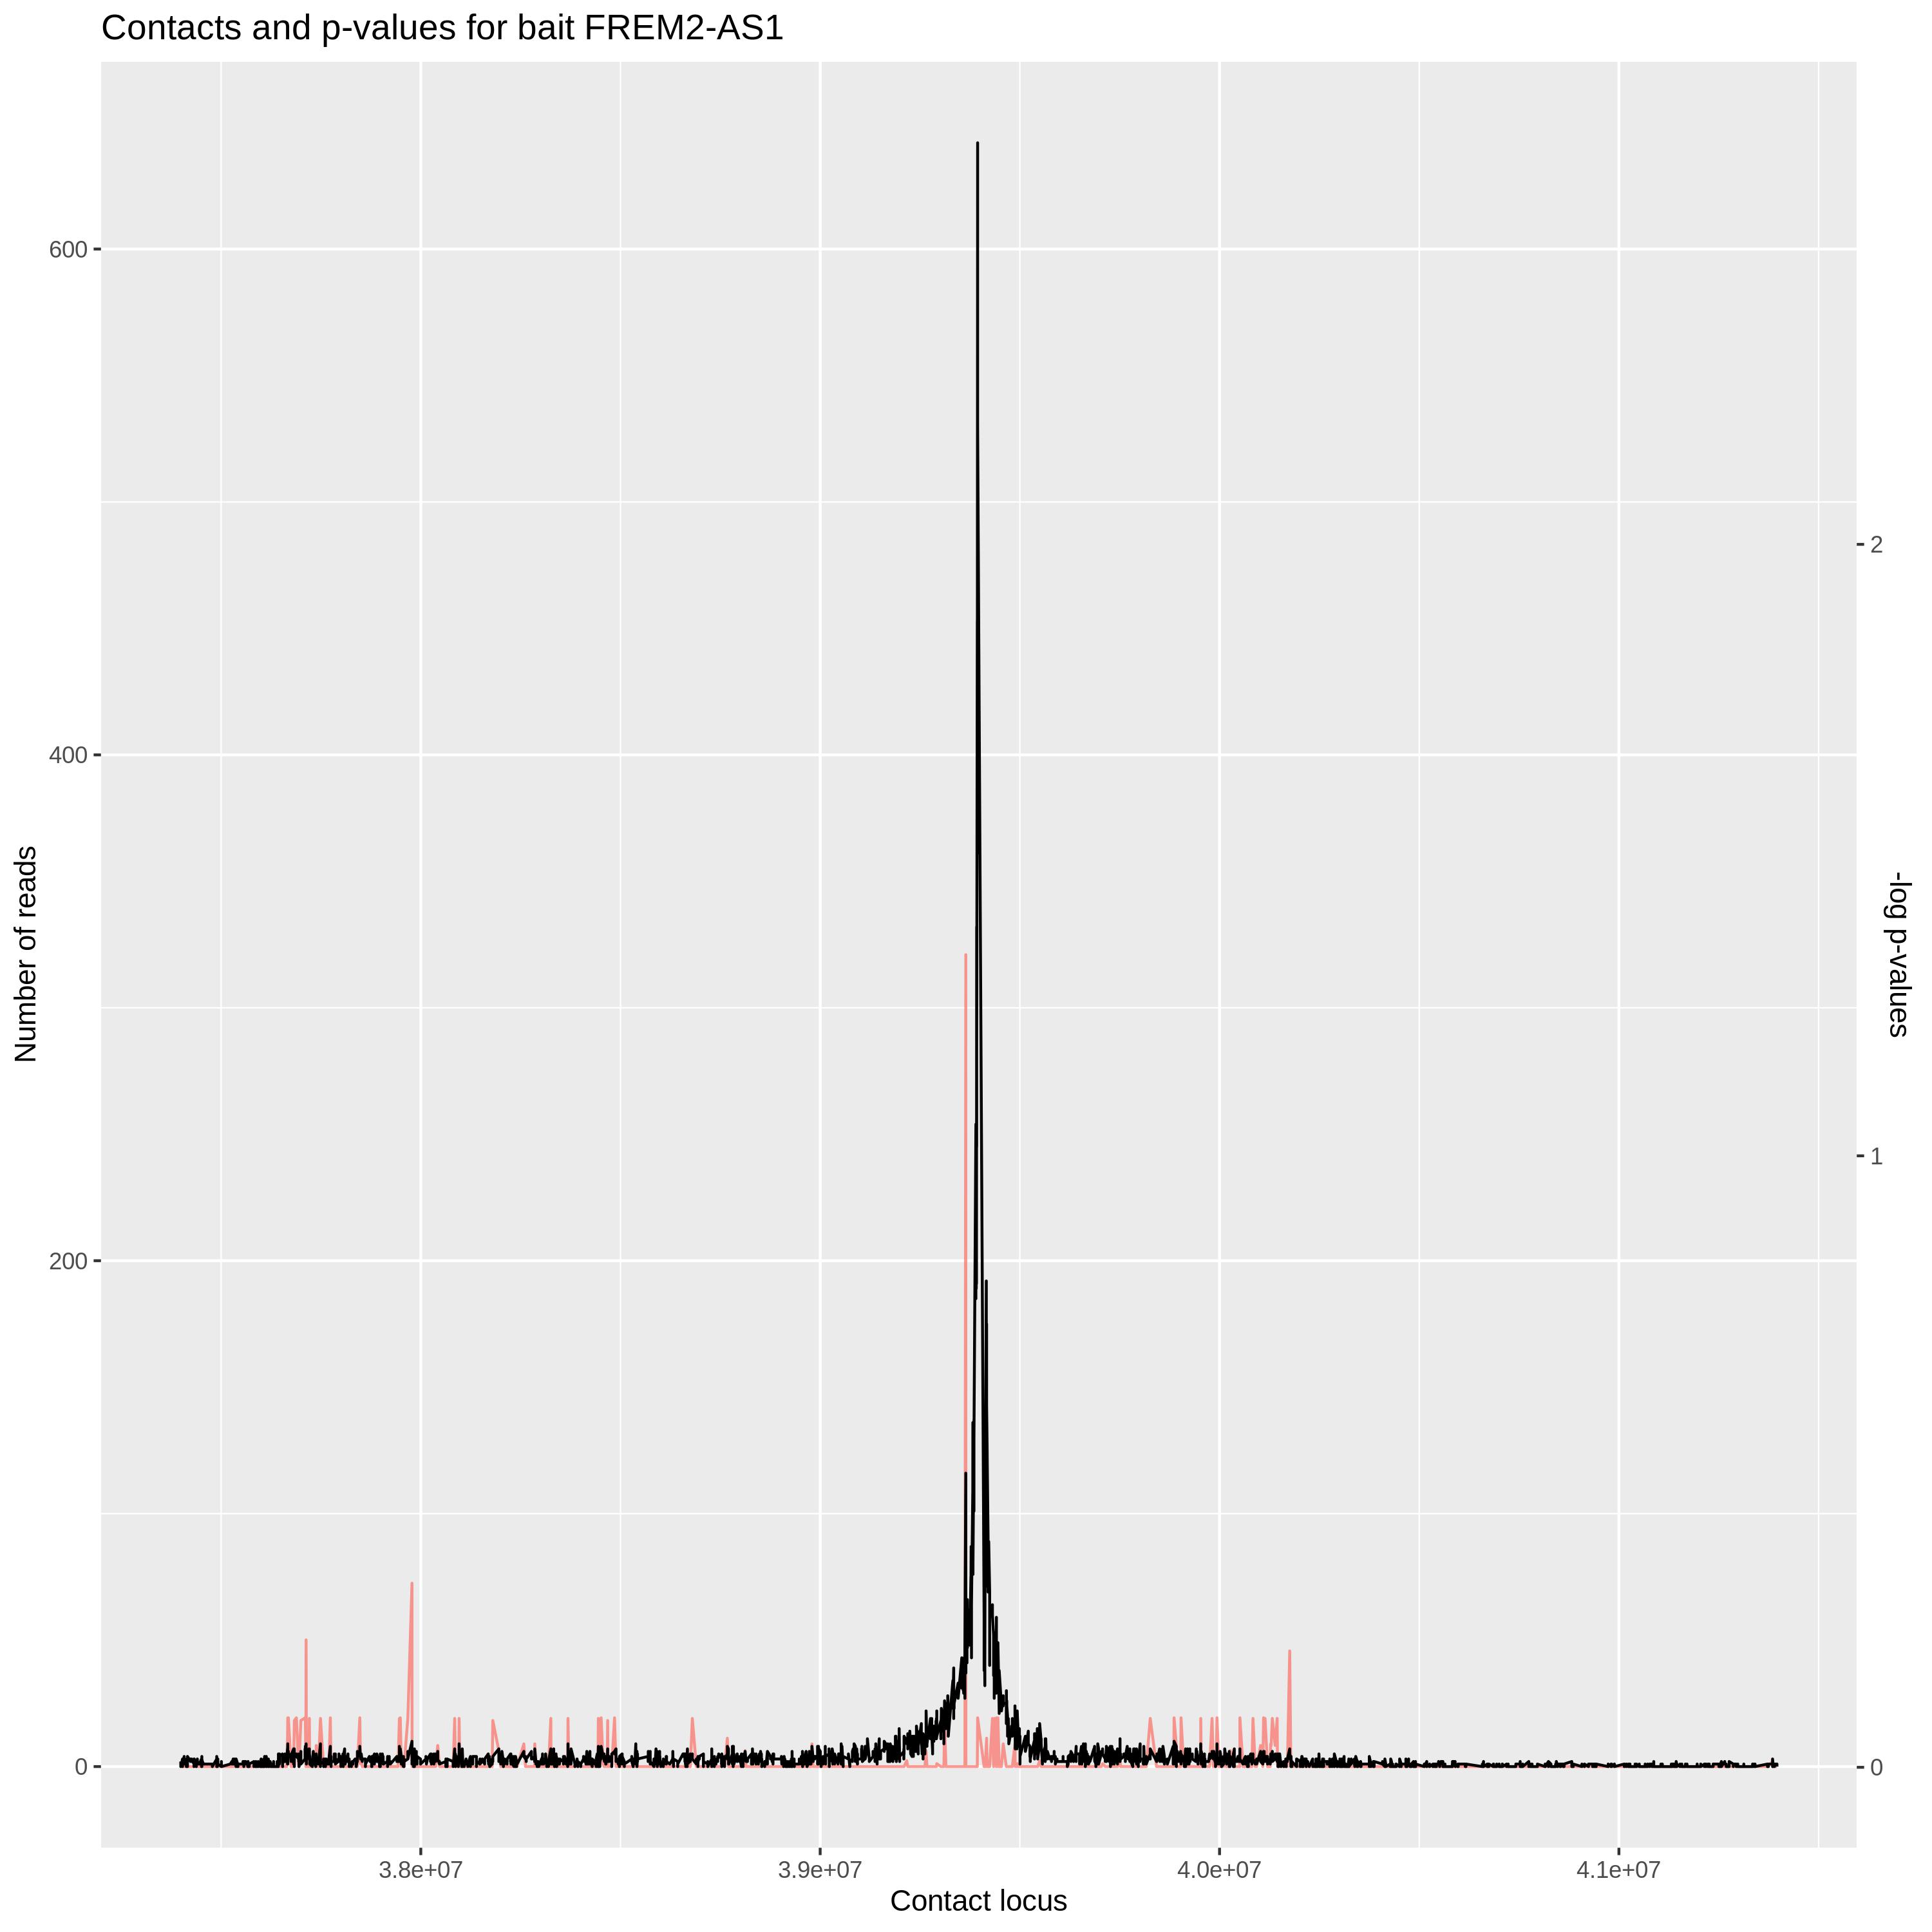 Contacts and p-values for bait FREM2-AS1
600
400
200
0
2
1
0
Number of reads
-log p-values
3.8e+07
3.9e+07
4.0e+07
4.1e+07
Contact locus